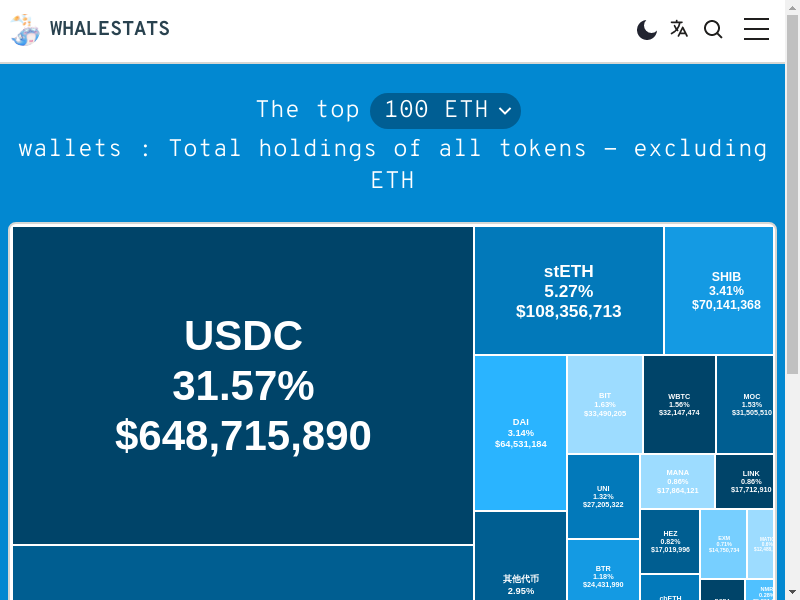 WHALESTATS
The top 100 ETH
wallets : Total holdings of all tokens – excluding
ETH
USDC
31.57%
$648,715,890
stETH
5.27%
$108,356,713
SHIB
3.41%
$70,141,368
DAI
3.14%
$64,531,184
BIT
1.63%
$33,490,205
WBTC
1.56%
$32,147,474
MOC
1.53%
$31,505,510
UNI
1.32%
$27,205,322
MANA
0.86%
$17,864,121
LINK
0.86%
$17,712,910
HEZ
0.82%
$17,019,996
EXM
0.71%
$14,750,734
BTR
1.18%
$24,431,990
其他代币
2.95%
cbETH